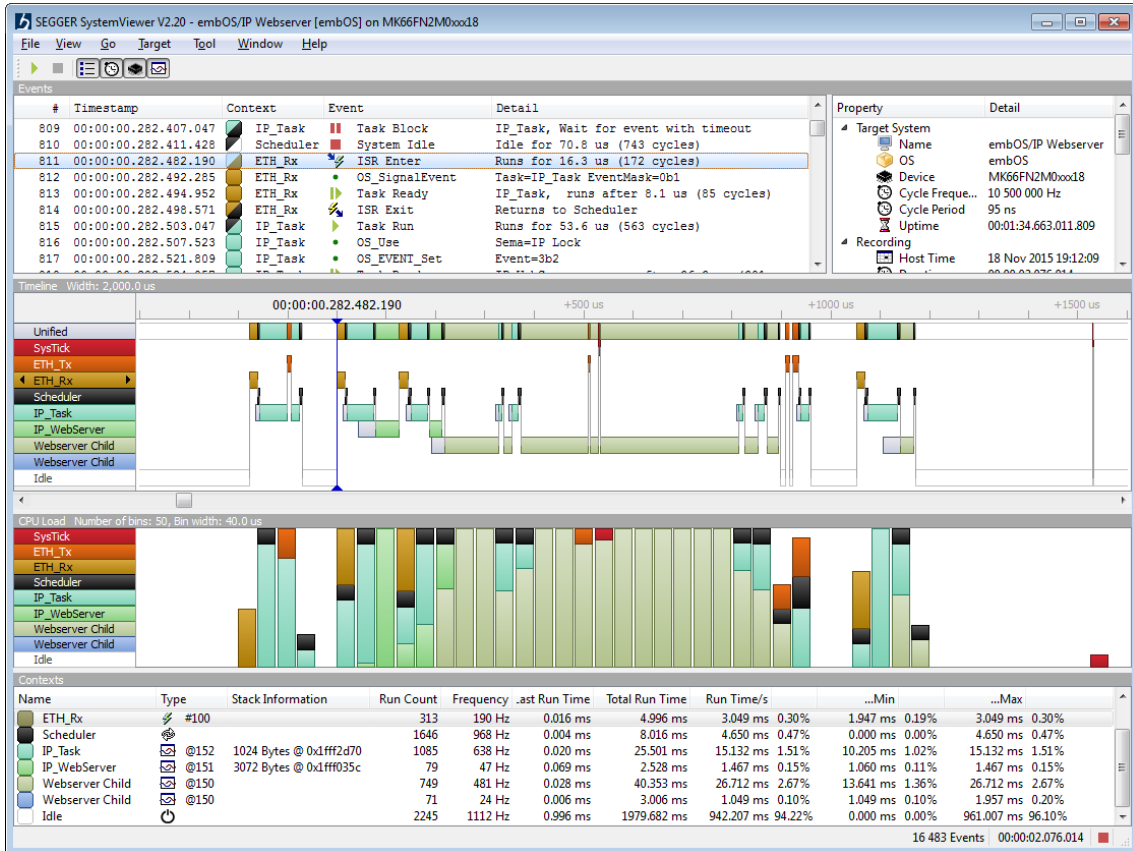 SEGGER SystemViewer V2.20 - embOS/IP Webserver [embOS] on MK66FN2M0xxx18
File View Go Target Tool Window Help
Events
# Timestamp Context Event Detail
809 00:00:00.282.407.047 IP_Task Task Block IP_Task, Wait for event with timeout
810 00:00:00.282.411.428 Scheduler System Idle Idle for 70.8 us (743 cycles)
811 00:00:00.282.482.190 ETH_Rx ISR Enter Runs for 16.3 us (172 cycles)
812 00:00:00.282.492.285 ETH_Rx OS_SignalEvent Task=IP_Task EventMask=0b1
813 00:00:00.282.494.952 ETH_Rx Task Ready IP_Task, runs after 8.1 us (85 cycles)
814 00:00:00.282.498.571 ETH_Rx ISR Exit Returns to Scheduler
815 00:00:00.282.503.047 IP_Task Task Run Runs for 53.6 us (563 cycles)
816 00:00:00.282.507.523 IP_Task OS_Use Sema=IP Lock
817 00:00:00.282.521.809 IP_Task OS_EVENT_Set Event=3b2
Property Detail
Target System
Name embOS/IP Webserver
OS embOS
Device MK66FN2M0xxx18
Cycle Freque... 10 500 000 Hz
Cycle Period 95 ns
Uptime 00:01:34.663.011.809
Recording
Host Time 18 Nov 2015 19:12:09
Timeline Width: 2,000.0 us
00:00:00.282.482.190 +500 us +1000 us +1500 us
Unified
SysTick
ETH_Tx
ETH_Rx
Scheduler
IP_Task
IP_WebServer
Webserver Child
Webserver Child
Idle
CPU Load Number of bins: 50, Bin width: 40.0 us
SysTick
ETH_Tx
ETH_Rx
Scheduler
IP_Task
IP_WebServer
Webserver Child
Webserver Child
Idle
Contexts
Name Type Stack Information Run Count Frequency .ast Run Time Total Run Time Run Time/s ...Min ...Max
ETH_Rx #100 313 190 Hz 0.016 ms 4.996 ms 3.049 ms 0.30% 1.947 ms 0.19% 3.049 ms 0.30%
Scheduler 1646 968 Hz 0.004 ms 8.016 ms 4.650 ms 0.47% 0.000 ms 0.00% 4.650 ms 0.47%
IP_Task @152 1024 Bytes @ 0x1fff2d70 1085 638 Hz 0.020 ms 25.501 ms 15.132 ms 1.51% 10.205 ms 1.02% 15.132 ms 1.51%
IP_WebServer @151 3072 Bytes @ 0x1fff035c 79 47 Hz 0.069 ms 2.528 ms 1.467 ms 0.15% 1.060 ms 0.11% 1.467 ms 0.15%
Webserver Child @150 749 481 Hz 0.028 ms 40.353 ms 26.712 ms 2.67% 13.641 ms 1.36% 26.712 ms 2.67%
Webserver Child @150 71 24 Hz 0.006 ms 3.006 ms 1.049 ms 0.10% 1.049 ms 0.10% 1.957 ms 0.20%
Idle 2245 1112 Hz 0.996 ms 1979.682 ms 942.207 ms 94.22% 0.000 ms 0.00% 961.007 ms 96.10%
16 483 Events 00:00:02.076.014